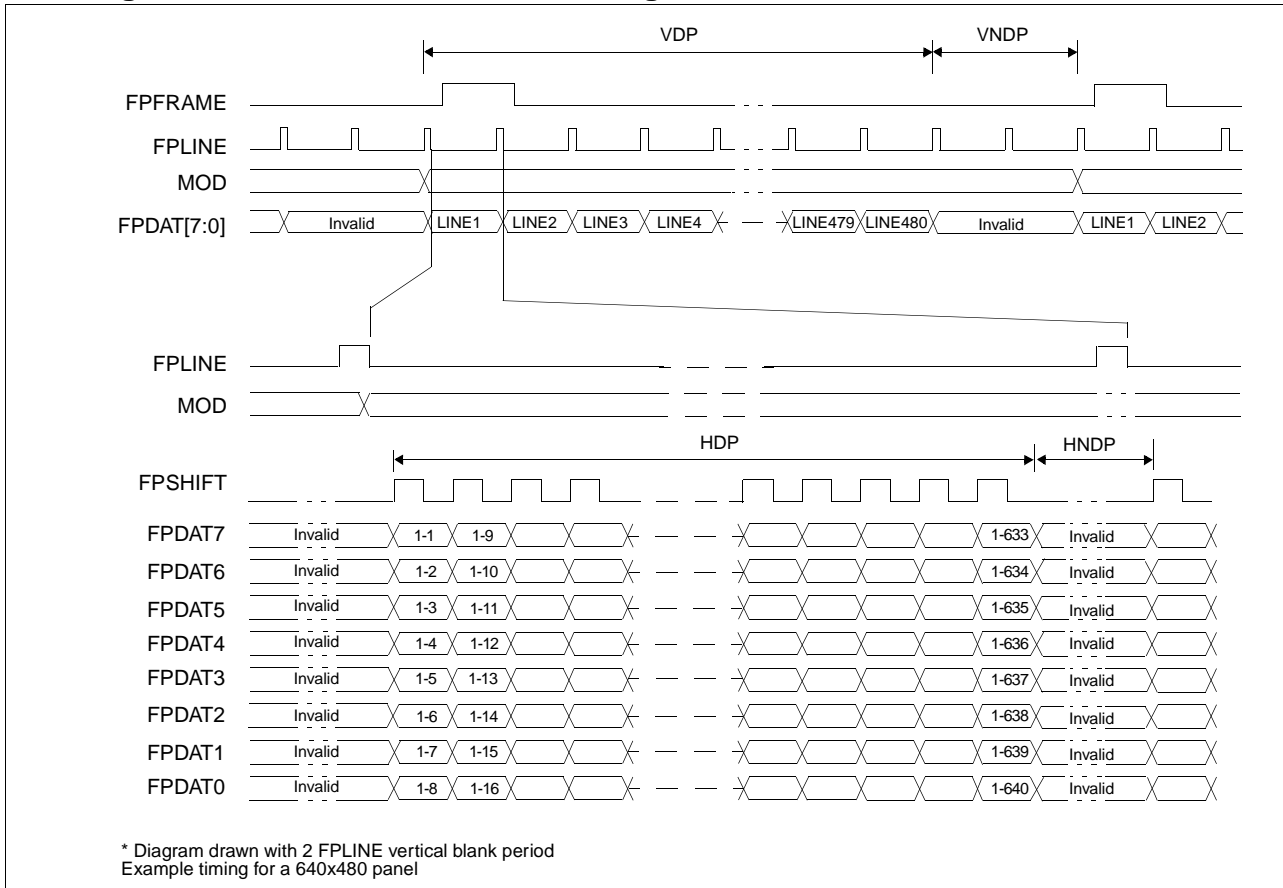 VDP VNDP
FPFRAME
FPLINE
MOD
FPDAT[7:0] Invalid LINE1 LINE2 LINE3 LINE4 LINE479 LINE480 Invalid LINE1 LINE2
FPLINE
MOD
HDP HNDP
FPSHIFT
FPDAT7 Invalid 1-1 1-9 1-633 Invalid
FPDAT6 Invalid 1-2 1-10 1-634 Invalid
FPDAT5 Invalid 1-3 1-11 1-635 Invalid
FPDAT4 Invalid 1-4 1-12 1-636 Invalid
FPDAT3 Invalid 1-5 1-13 1-637 Invalid
FPDAT2 Invalid 1-6 1-14 1-638 Invalid
FPDAT1 Invalid 1-7 1-15 1-639 Invalid
FPDAT0 Invalid 1-8 1-16 1-640 Invalid
* Diagram drawn with 2 FPLINE vertical blank period
Example timing for a 640x480 panel